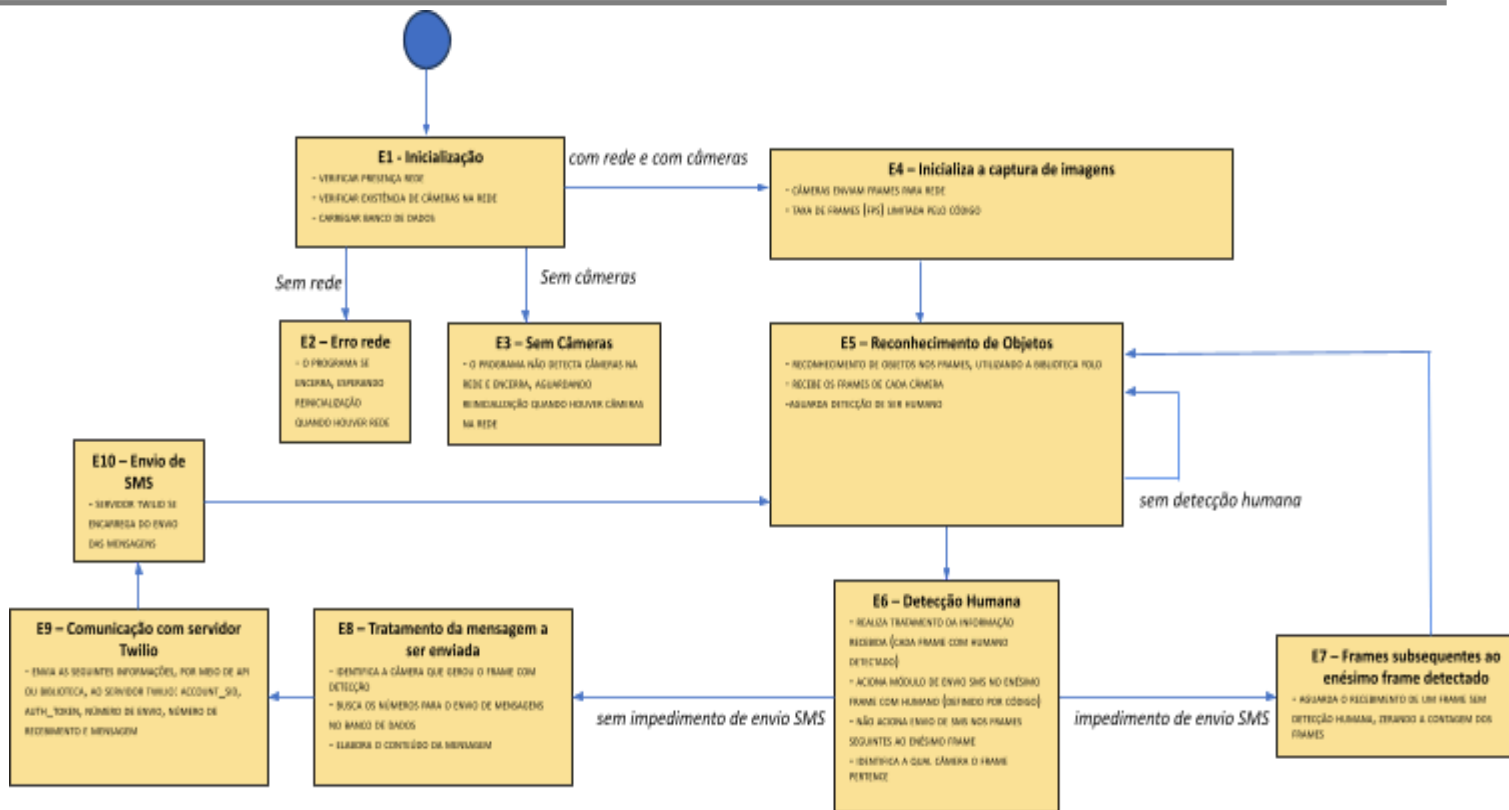 E1 - Inicialização
- VERIFICAR PRESENÇA REDE
- VERIFICAR EXISTÊNCIA DE CÂMERAS NA REDE
- CARREGAR BANCO DE DADOS
com rede e com câmeras
E4 – Inicializa a captura de imagens
- CÂMERAS ENVIAM FRAMES PARA REDE
- TAXA DE FRAMES (FPS) LIMITADA PELO CÓDIGO
Sem rede
Sem câmeras
E2 – Erro rede
- O PROGRAMA SE
ENCERRA, ESPERANDO
REINICIALIZAÇÃO
QUANDO HOUVER REDE
E3 – Sem Câmeras
- O PROGRAMA NÃO DETECTA CÂMERAS NA
REDE E ENCERRA, AGUARDANDO
REINICIALIZAÇÃO QUANDO HOUVER CÂMERAS
NA REDE
E5 – Reconhecimento de Objetos
- RECONHECIMENTO DE OBJETOS NOS FRAMES, UTILIZANDO A BIBLIOTECA YOLO
- RECEBE OS FRAMES DE CADA CÂMERA
-AGUARDA DETECÇÃO DE SER HUMANO
sem detecção humana
E10 – Envio de
SMS
- SERVIDOR TWILIO SE
ENCARREGA DO ENVIO
DAS MENSAGENS
E6 – Detecção Humana
- REALIZA TRATAMENTO DA INFORMAÇÃO
RECEBIDA (CADA FRAME COM HUMANO
DETECTADO)
- ACIONA MÓDULO DE ENVIO SMS NO ENÉSIMO
FRAME COM HUMANO (DEFINIDO POR CÓDIGO)
- NÃO ACIONA ENVIO DE SMS NOS FRAMES
SEGUINTES AO ENÉSIMO FRAME
- IDENTIFICA A QUAL CÂMERA O FRAME
PERTENCE
E9 – Comunicação com servidor
Twilio
- ENVIA AS SEGUINTES INFORMAÇÕES, POR MEIO DE API
OU BIBLIOTECA, AO SERVIDOR TWILIO: ACCOUNT_SID,
AUTH_TOKEN, NÚMERO DE ENVIO, NÚMERO DE
RECEBIMENTO E MENSAGEM
E8 – Tratamento da mensagem a
ser enviada
- IDENTIFICA A CÂMERA QUE GEROU O FRAME COM
DETECÇÃO
- BUSCA OS NÚMEROS PARA O ENVIO DE MENSAGENS
NO BANCO DE DADOS
- ELABORA O CONTEÚDO DA MENSAGEM
sem impedimento de envio SMS
impedimento de envio SMS
E7 – Frames subsequentes ao
enésimo frame detectado
- AGUARDA O RECEBIMENTO DE UM FRAME SEM
DETECÇÃO HUMANA, ZERANDO A CONTAGEM DOS
FRAMES